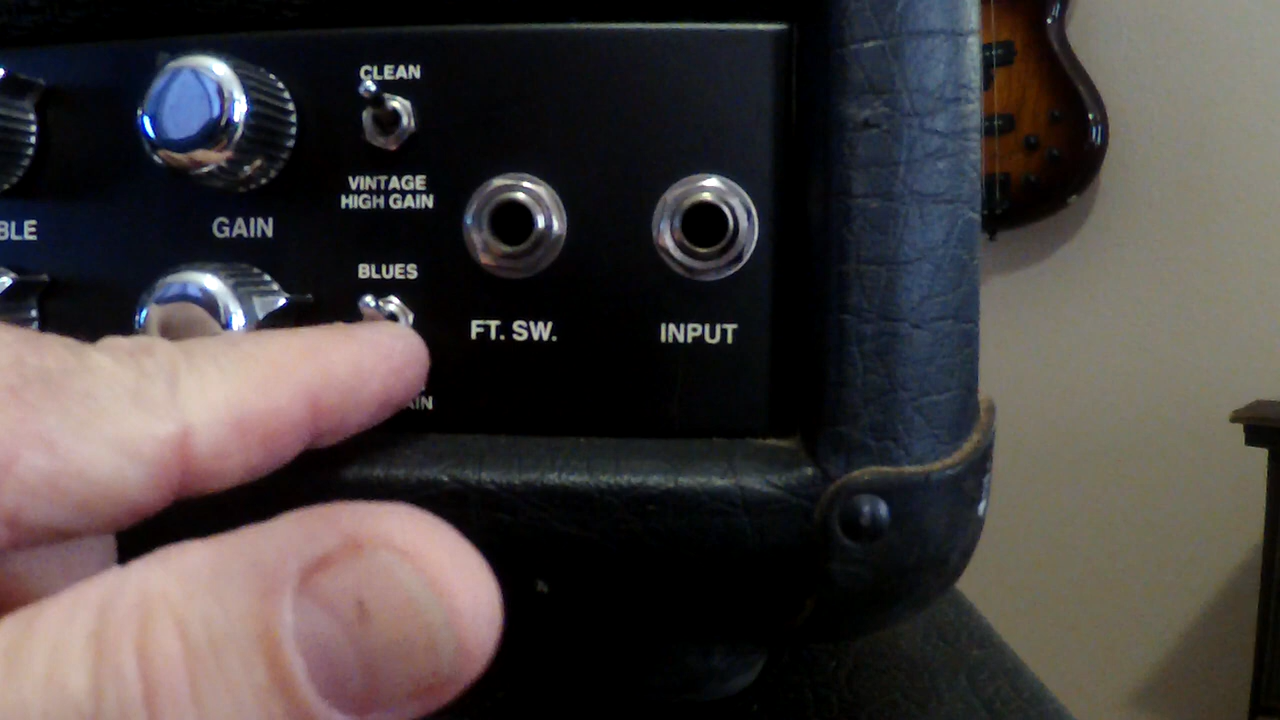 CLEAN
VINTAGE
HIGH GAIN
GAIN
BLUES
FT. SW.
INPUT